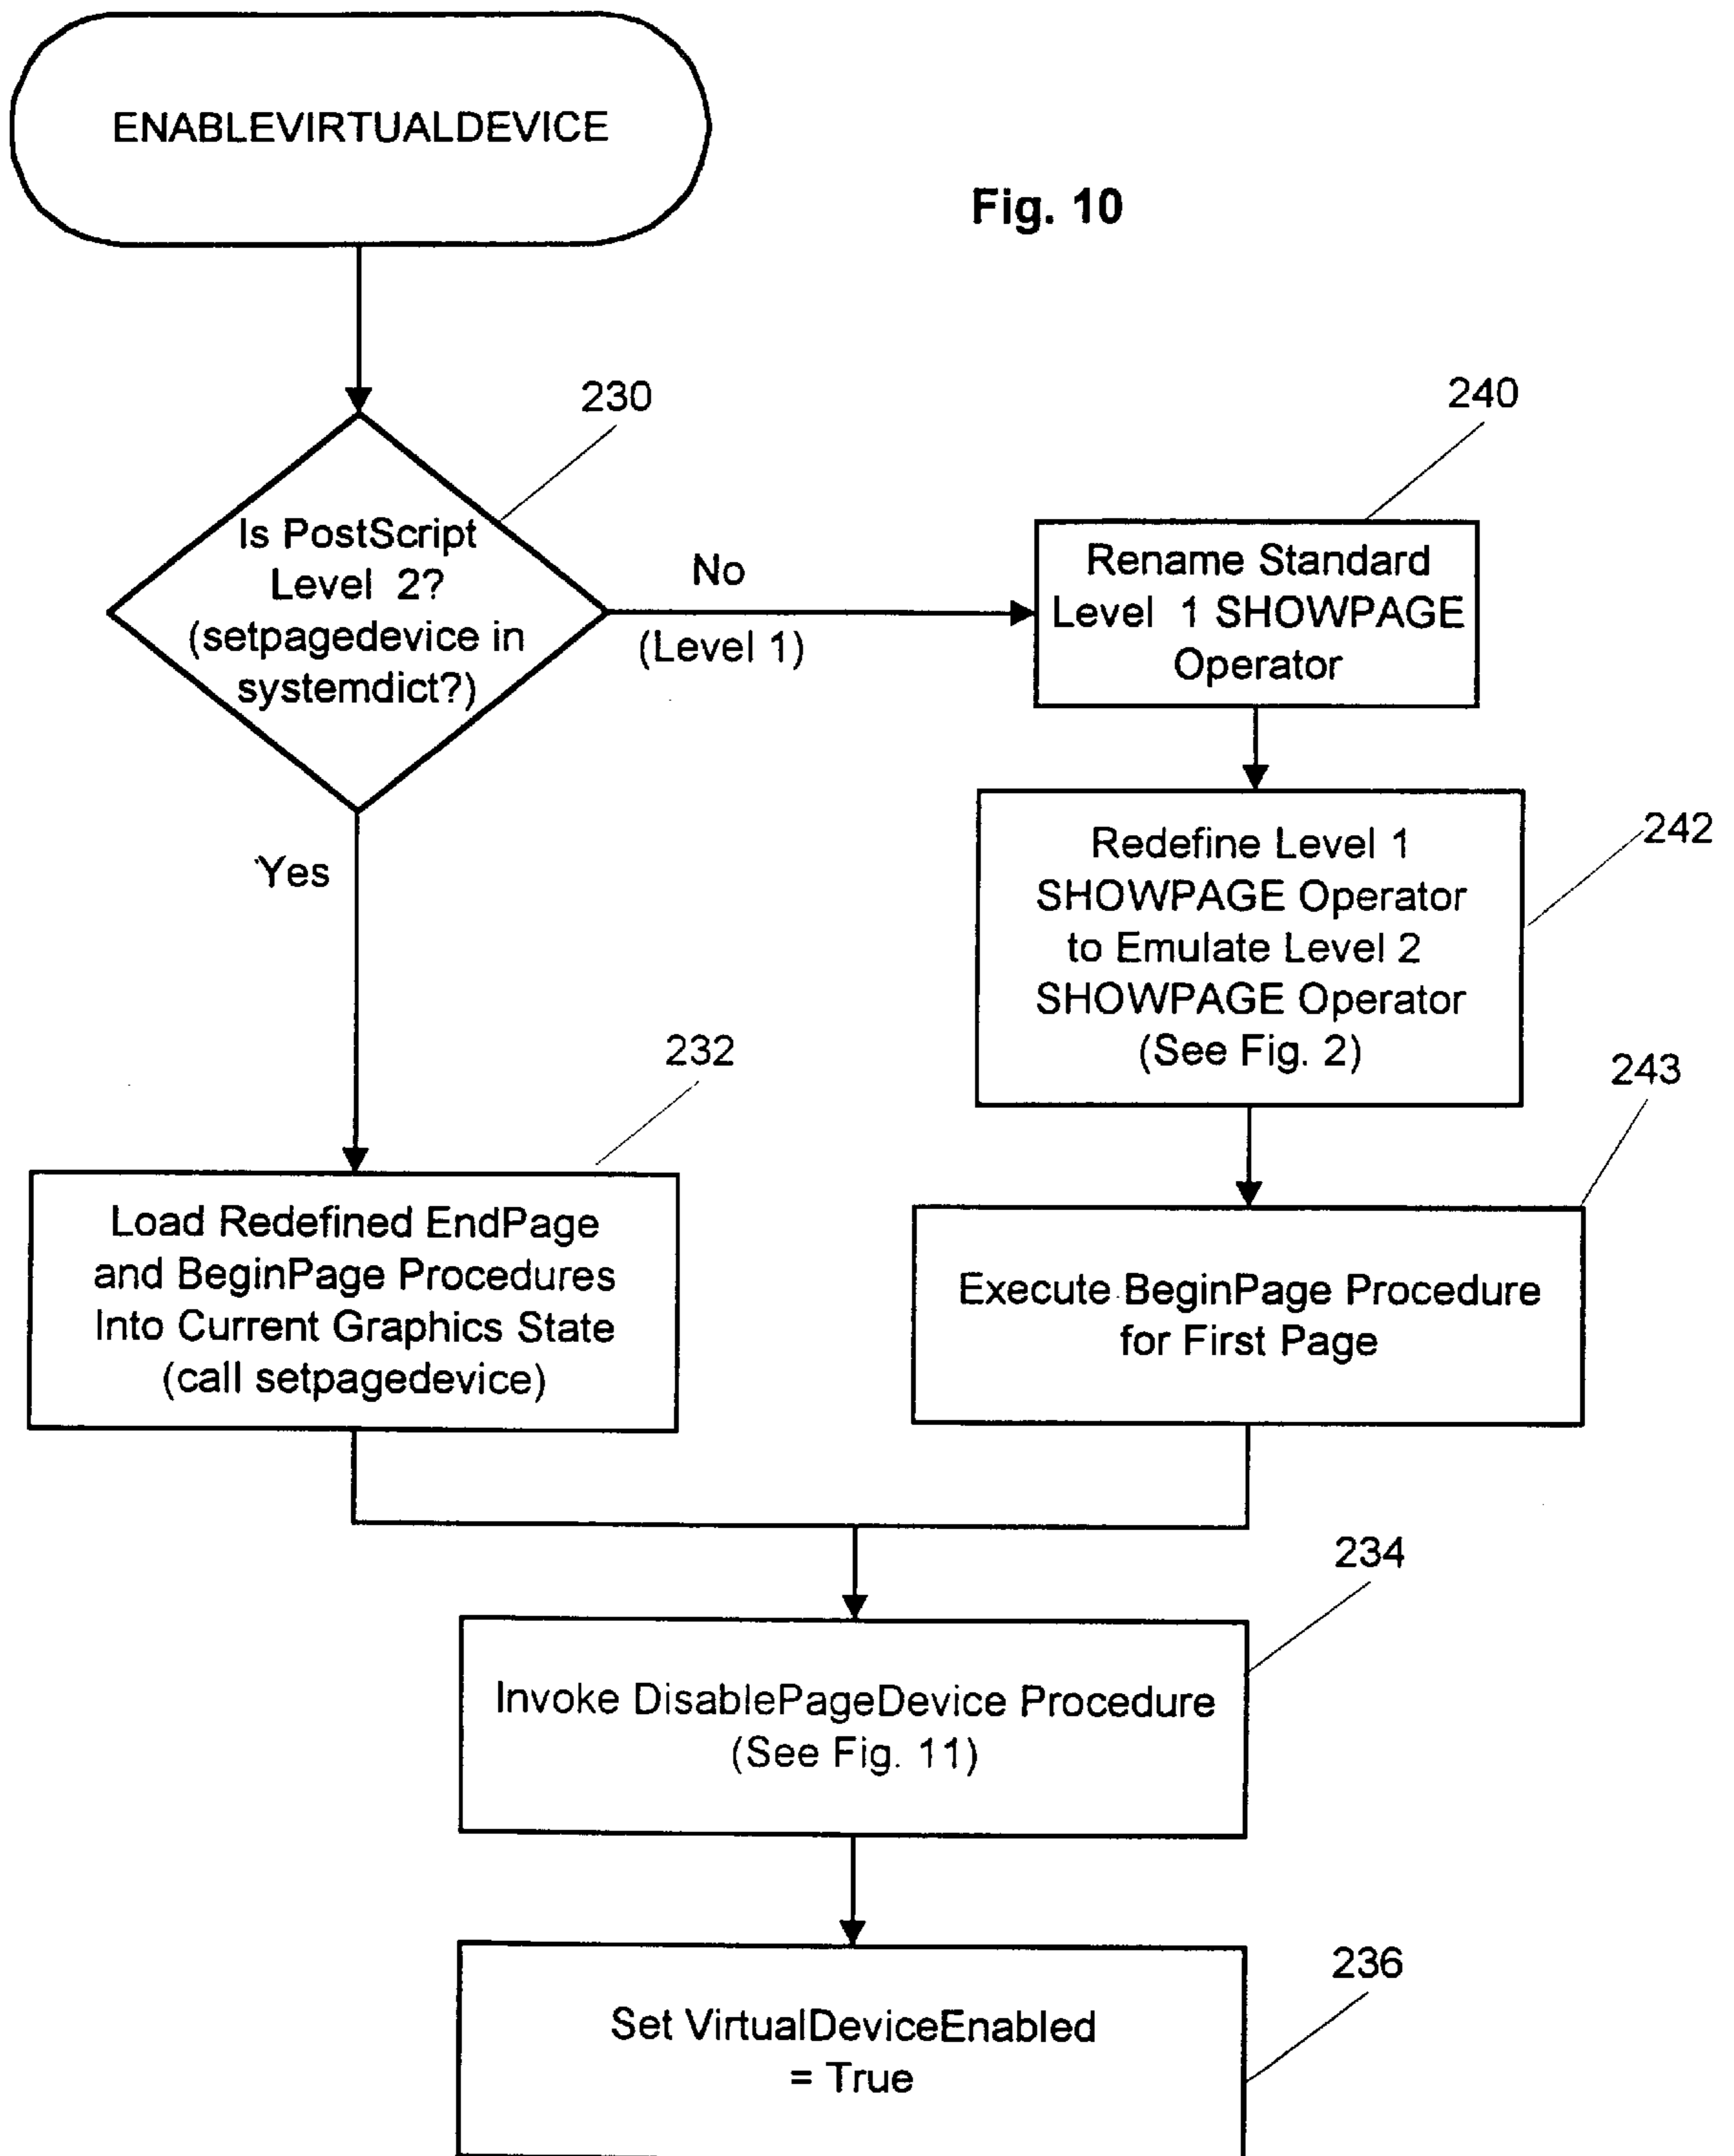 ENABLEVIRTUALDEVICE
Fig. 10
230
Is PostScript
Level 2?
(setpagedevice in
systemdict?)
No
(Level 1)
Yes
240
Rename Standard
Level 1 SHOWPAGE
Operator
242
Redefine Level 1
SHOWPAGE Operator
to Emulate Level 2
SHOWPAGE Operator
(See Fig. 2)
232
Load Redefined EndPage
and BeginPage Procedures
Into Current Graphics State
(call setpagedevice)
243
Execute BeginPage Procedure
for First Page
234
Invoke DisablePageDevice Procedure
(See Fig. 11)
236
Set VirtualDeviceEnabled
= True